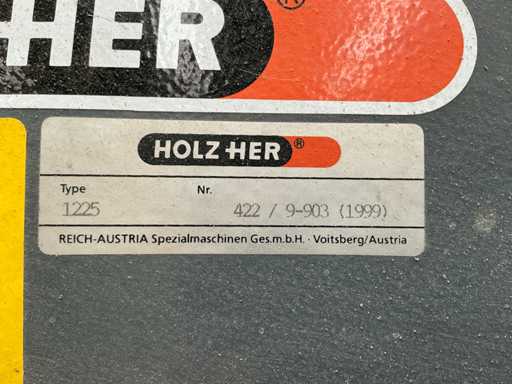 HER®
HOLZ-HER®
Type Nr.
1225 422 / 9-903 (1999)
REICH-AUSTRIA Spezialmaschinen Ges.m.b.H. · Voitsberg/Austria